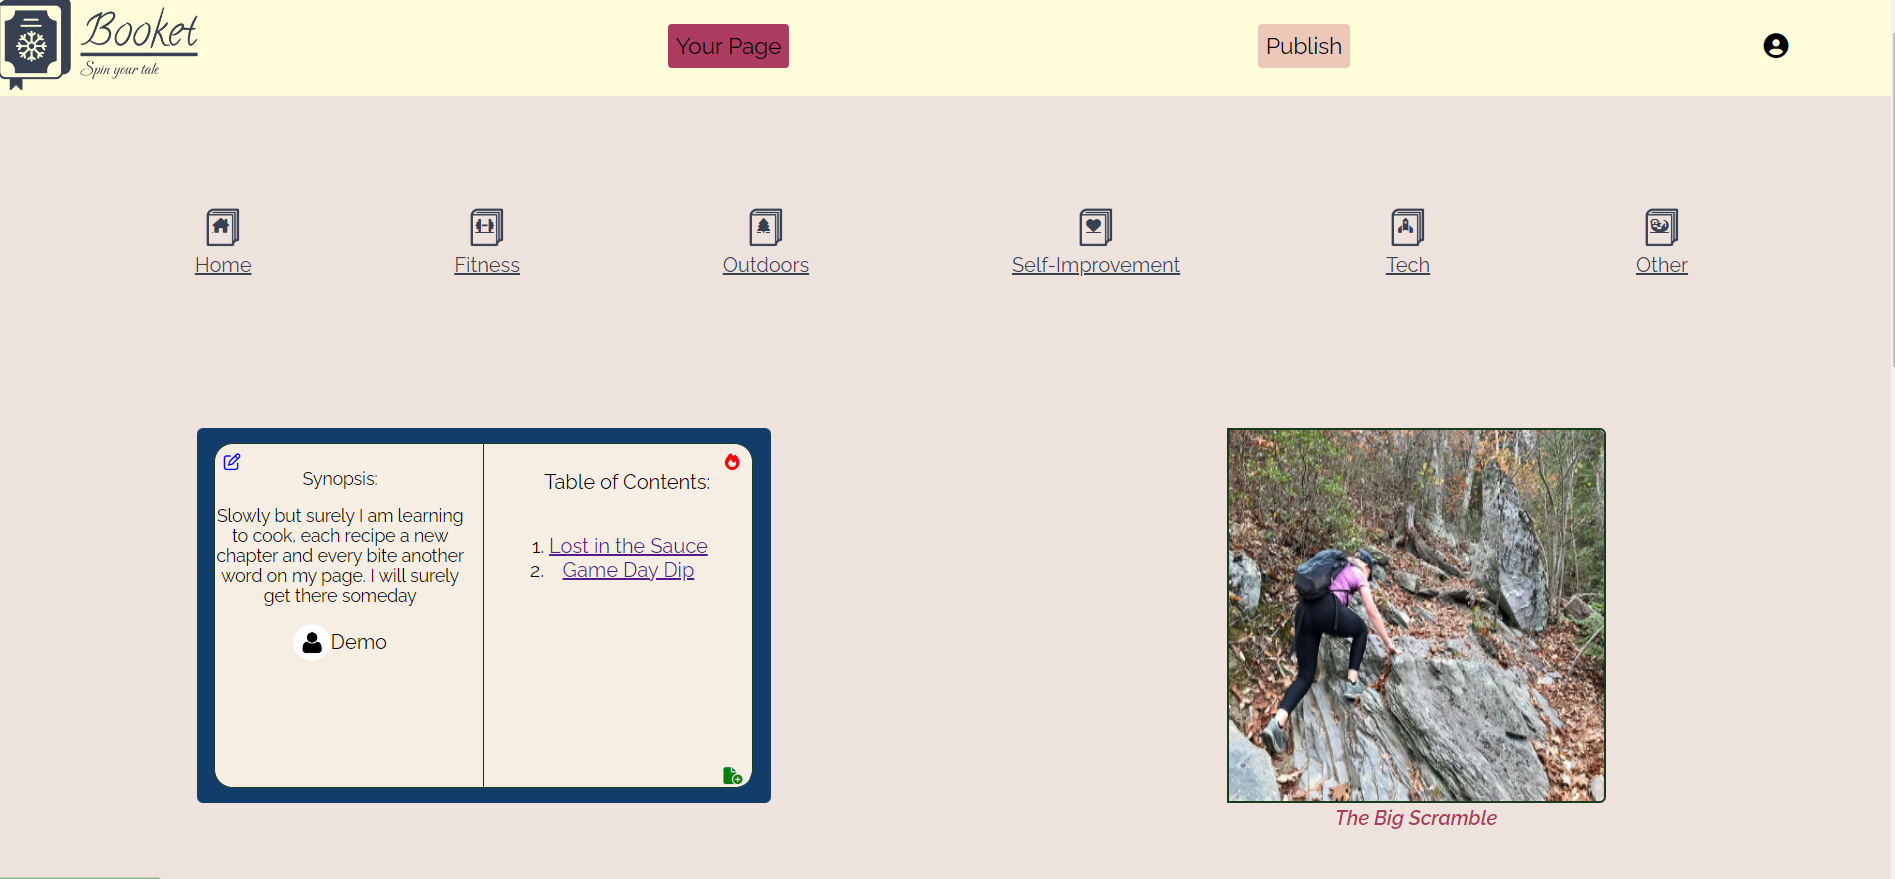 Booket
Spin your tale
Your Page
Publish
Home
Fitness
Outdoors
Self-Improvement
Tech
Other
Synopsis:
Slowly but surely I am learning
to cook, each recipe a new
chapter and every bite another
word on my page. I will surely
get there someday
Demo
Table of Contents:
1. Lost in the Sauce
2. Game Day Dip
The Big Scramble